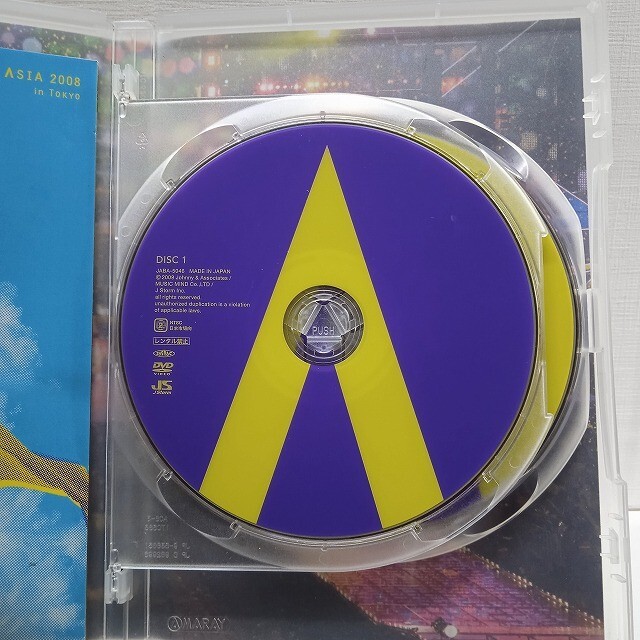 ASIA 2008
in TOKYO
DISC 1
JABA-5046 MADE IN JAPAN
©2009 Johnny & Associates /
MUSIC MIND Co.,LTD /
J Storm Inc.
all rights reserved.
unauthorized duplication is a violation
of applicable laws.
NTSC
日本市場向
レンタル禁止
DVD
VIDEO
JS
J Storm
PUSH
AMARAY